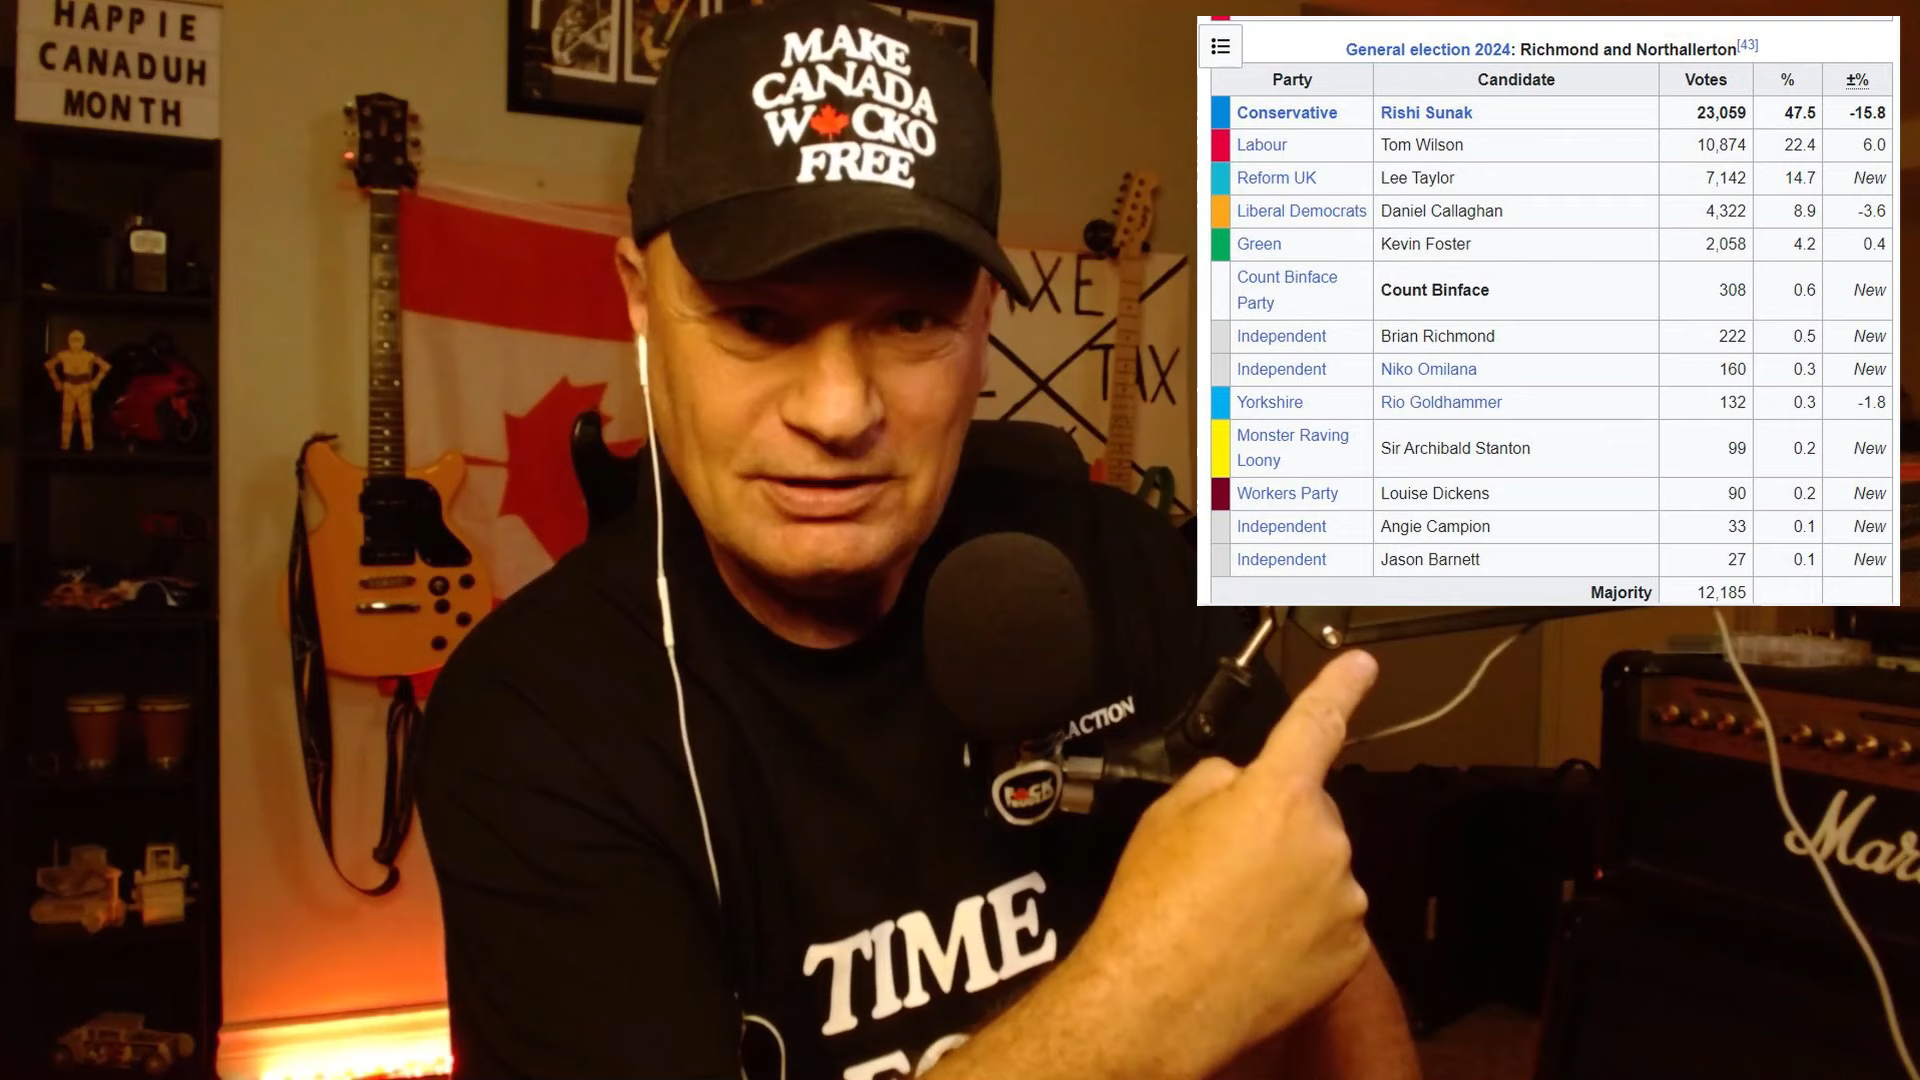 HAPPIE
CANADUH
MONTH
MAKE
CANADA
W CKO
FREE
AXE
TAX
ACTION
TIME
General election 2024: Richmond and Northallerton[43]
Party Candidate Votes % ±%
Conservative Rishi Sunak 23,059 47.5 -15.8
Labour Tom Wilson 10,874 22.4 6.0
Reform UK Lee Taylor 7,142 14.7 New
Liberal Democrats Daniel Callaghan 4,322 8.9 -3.6
Green Kevin Foster 2,058 4.2 0.4
Count Binface
Party Count Binface 308 0.6 New
Independent Brian Richmond 222 0.5 New
Independent Niko Omilana 160 0.3 New
Yorkshire Rio Goldhammer 132 0.3 -1.8
Monster Raving
Loony Sir Archibald Stanton 99 0.2 New
Workers Party Louise Dickens 90 0.2 New
Independent Angie Campion 33 0.1 New
Independent Jason Barnett 27 0.1 New
Majority 12,185
Mar